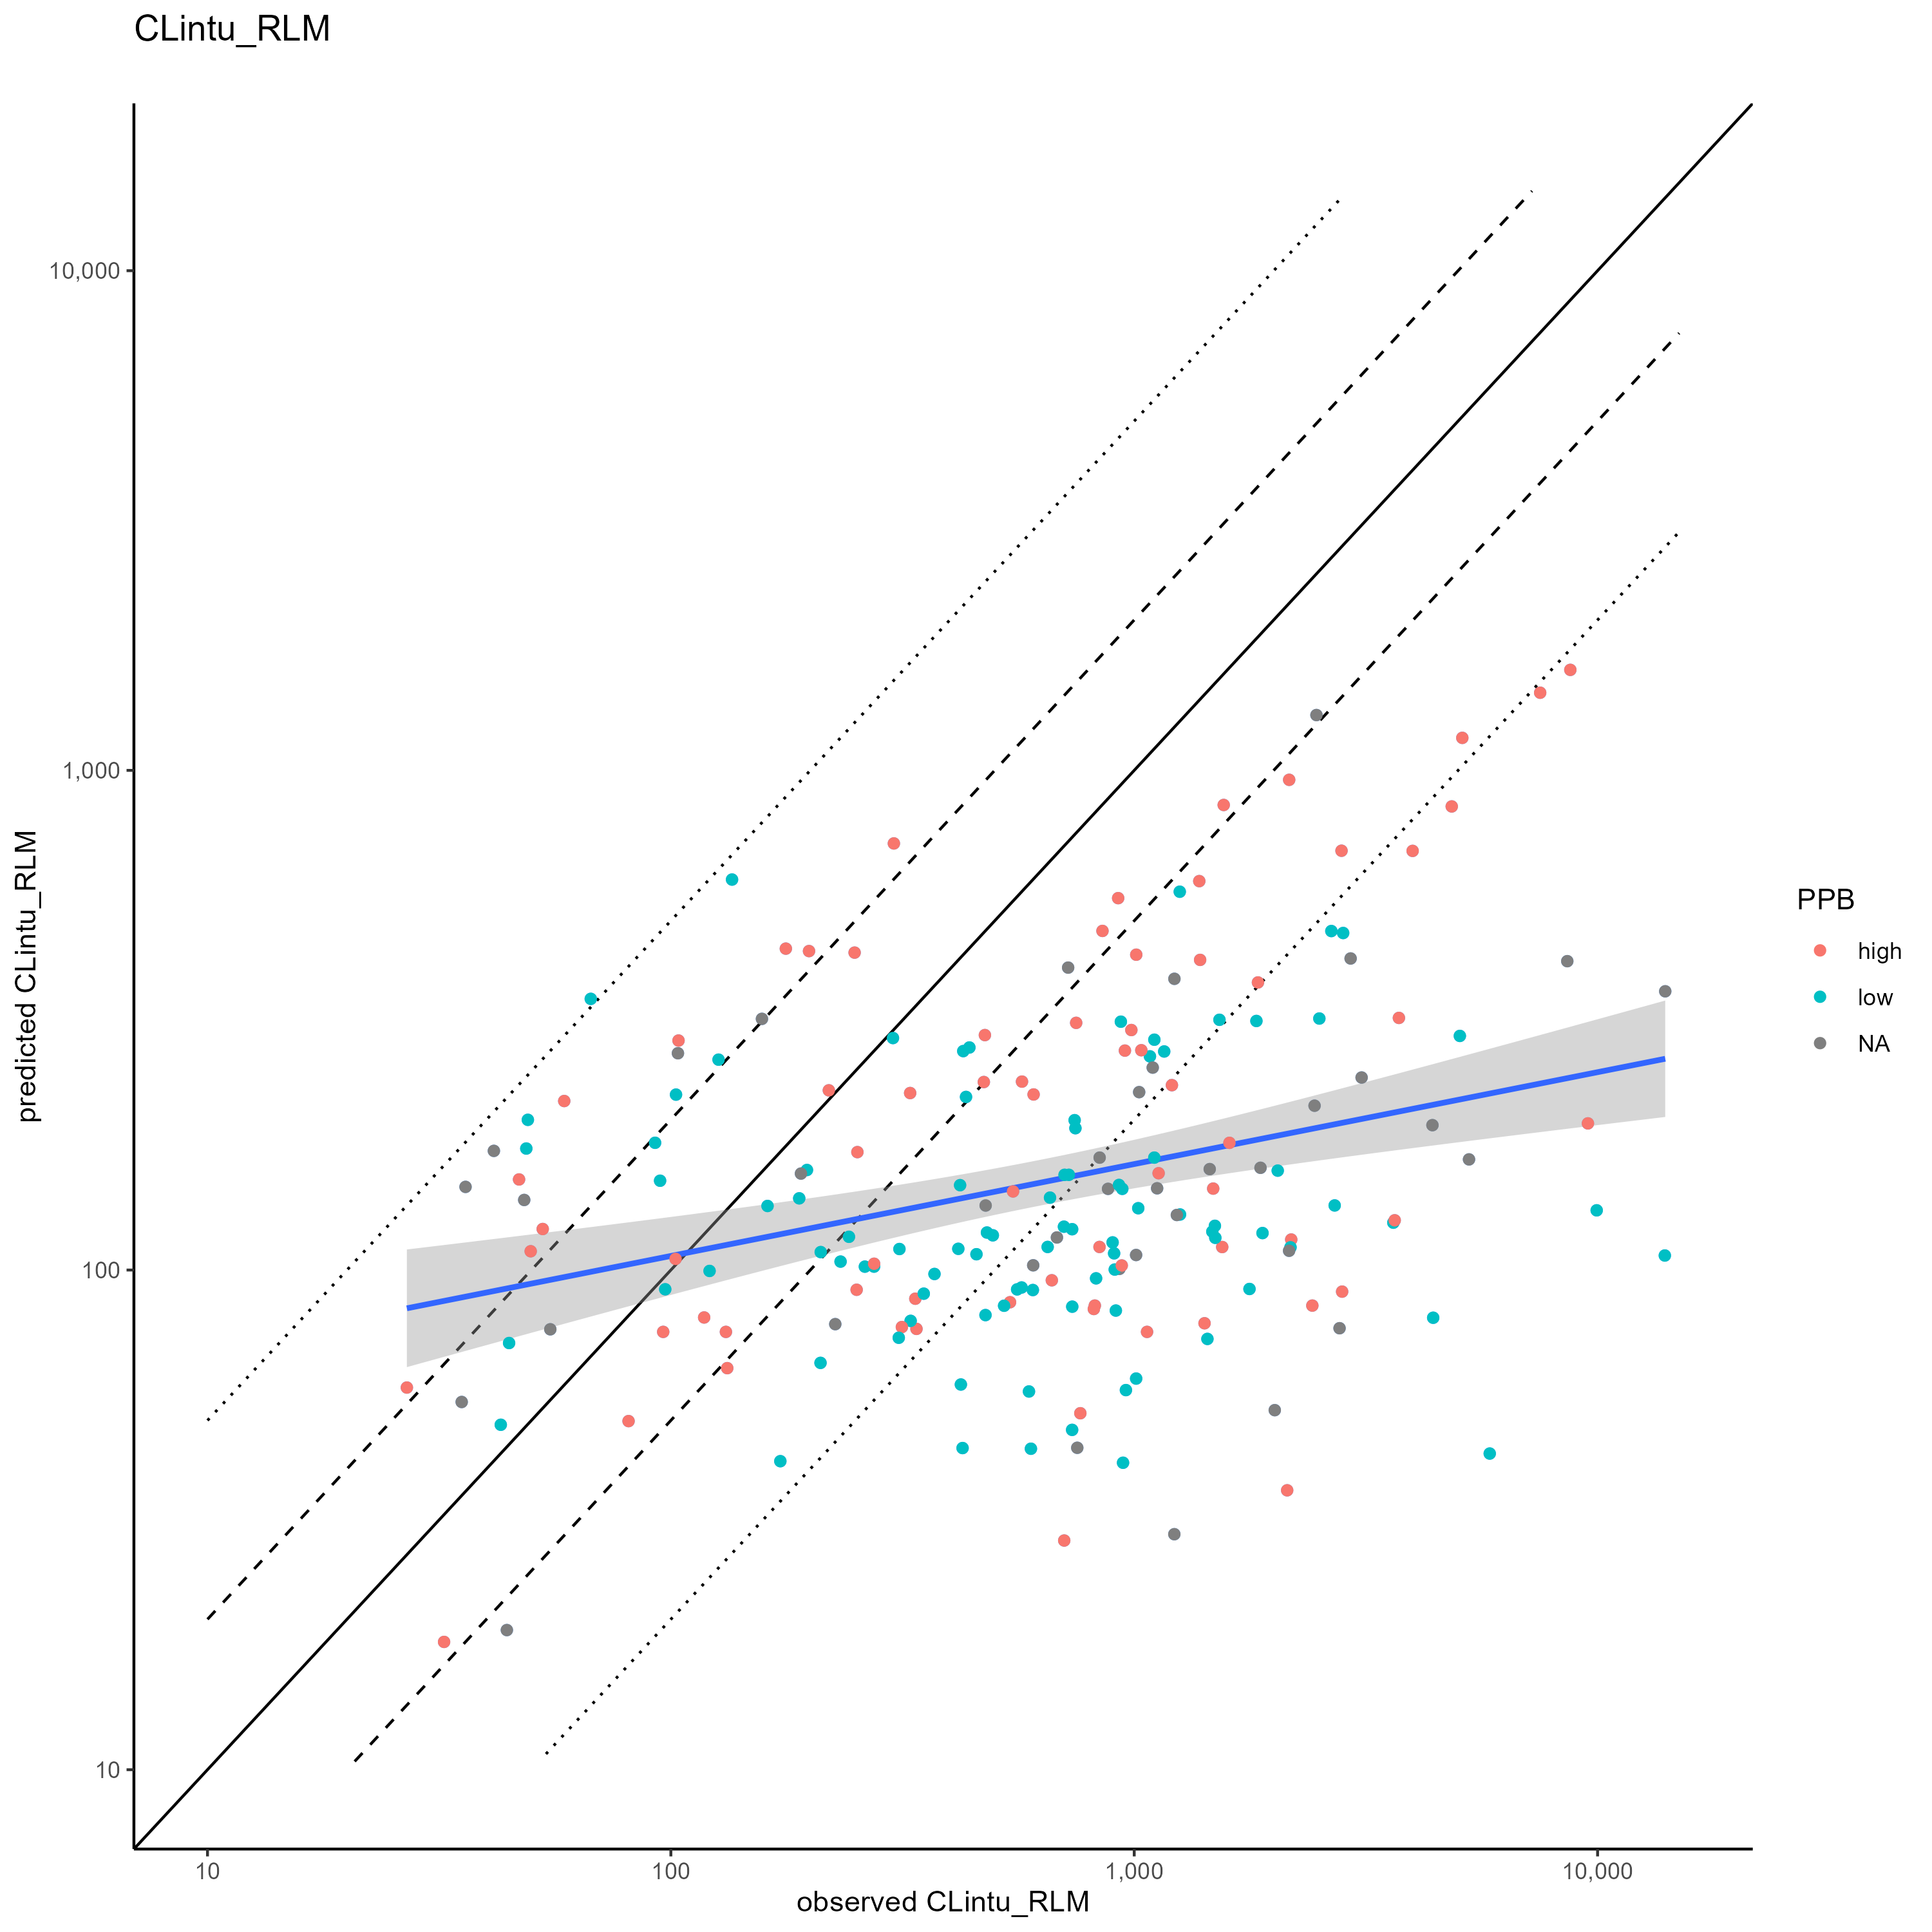 CLintu_RLM
10,000
1,000
100
10
predicted CLintu_RLM
10
100
1,000
10,000
observed CLintu_RLM
PPB
high
low
NA